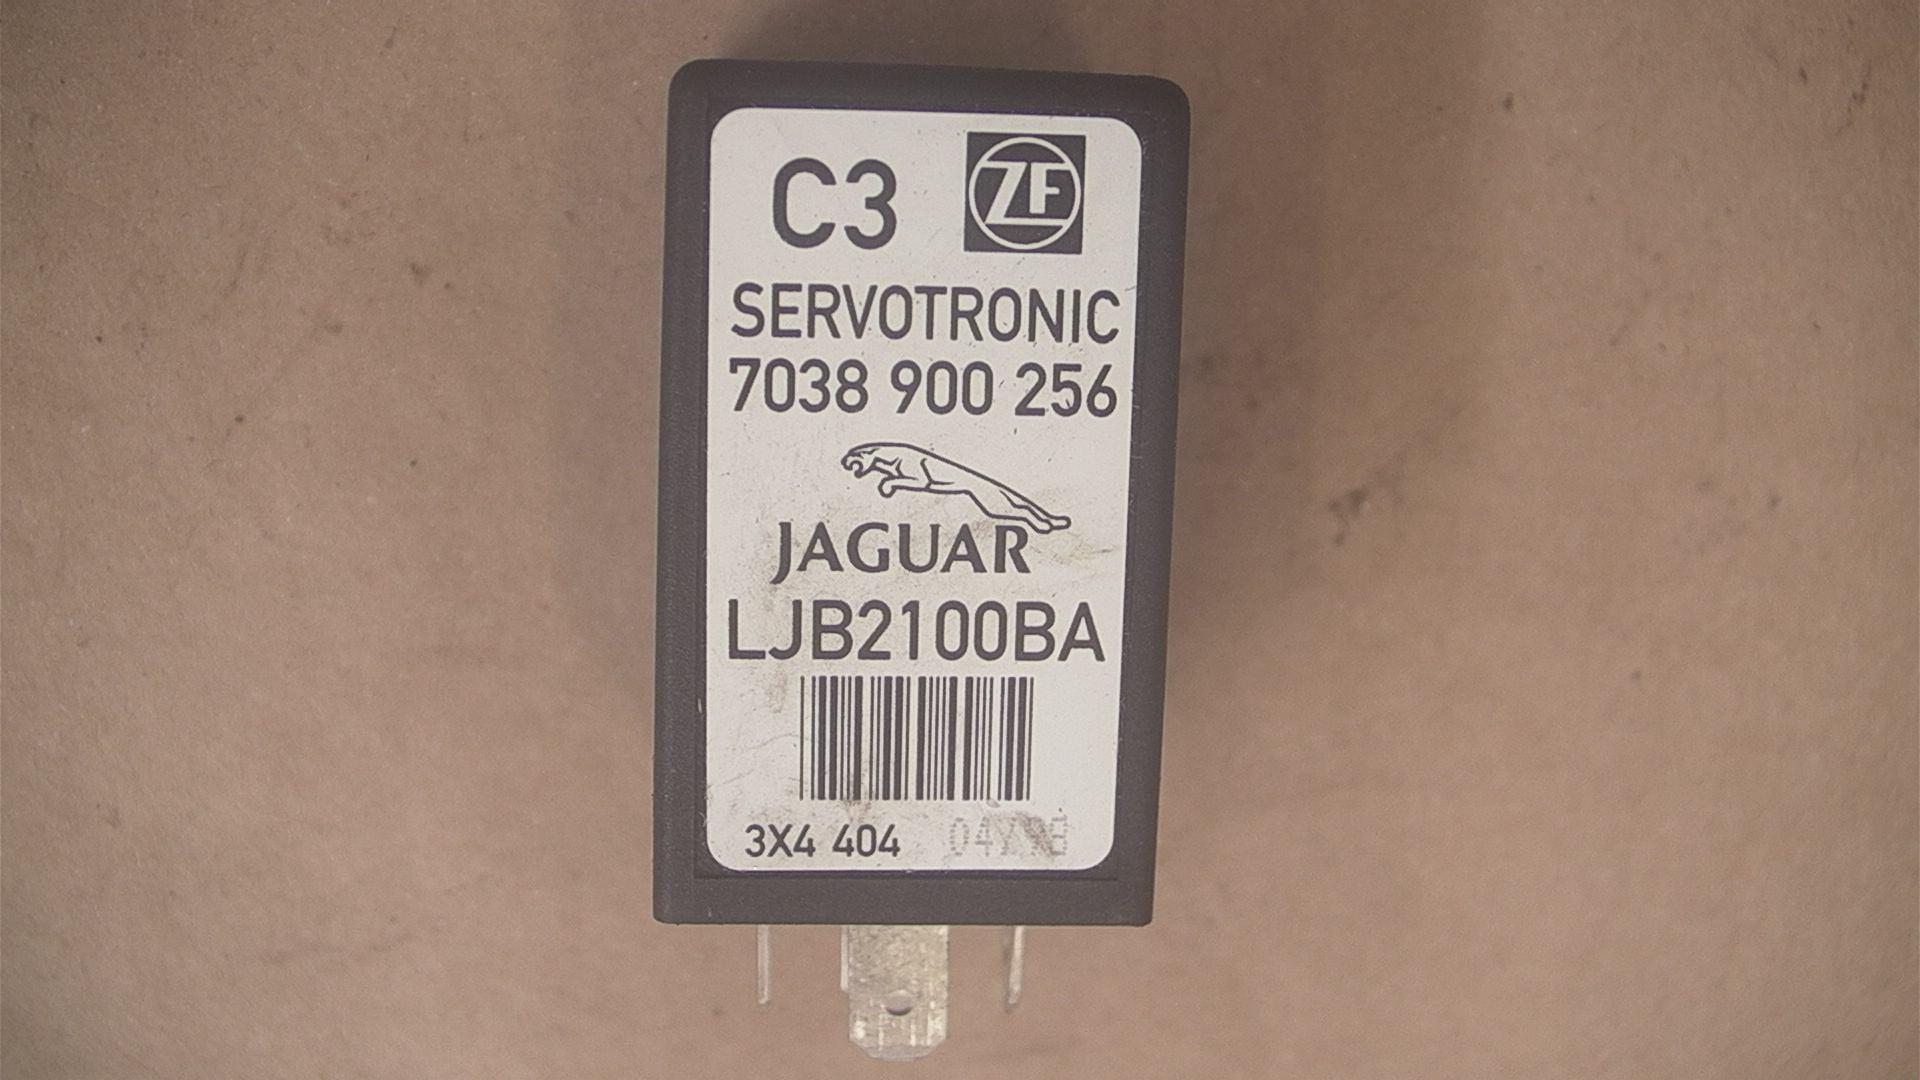 C3 ZF
SERVOTRONIC
7038 900 256
JAGUAR
LJB2100BA
3X4 404